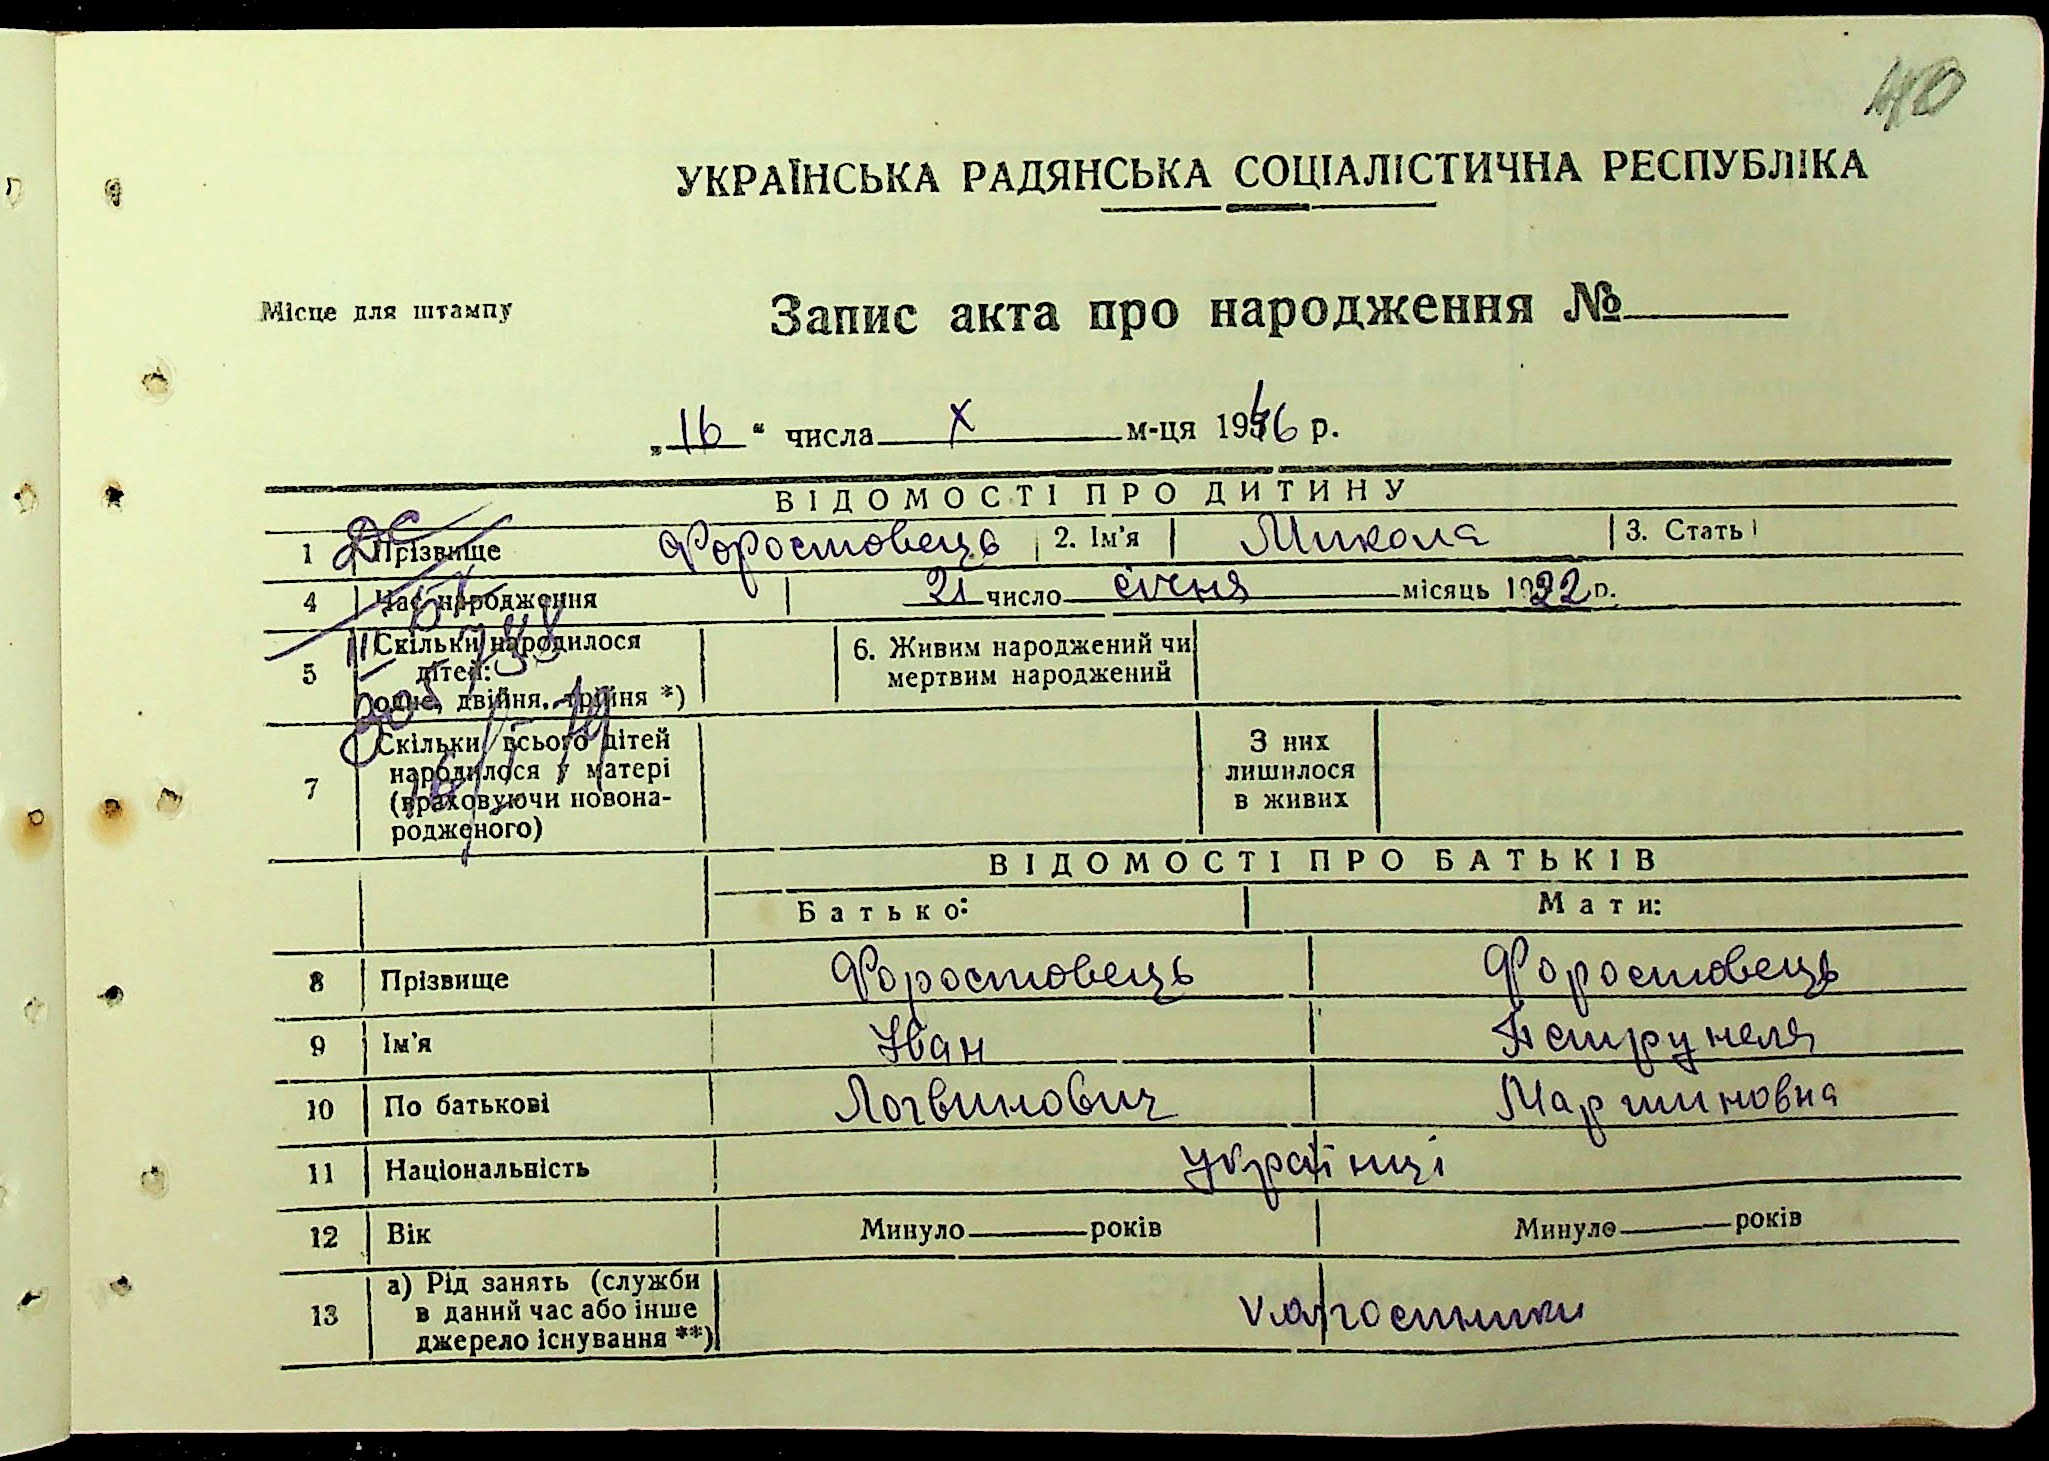 40
УКРАЇНСЬКА РАДЯНСЬКА СОЦІАЛІСТИЧНА РЕСПУБЛІКА
Місце для штампу
Запис акта про народження №
„16“ числа X м-ця 1946 р.
ВІДОМОСТІ ПРО ДИТИНУ
1 Прізвище Форостовець 2. Ім'я Микола 3. Стать
4 Час народження 21 число січня місяць 1922 р.
5 Скільки народилося дітей: одне, двійня, тройня *) 6. Живим народжений чи мертвим народжений
7 Скільки всього дітей народилося у матері (враховуючи новонародженого) З них лишилося в живих
ВІДОМОСТІ ПРО БАТЬКІВ
Батько: Мати:
8 Прізвище Форостовець Форостовець
9 Ім'я Іван Петрунеля
10 По батькові Логвинович Мартиновна
11 Національність українці
12 Вік Минуло років Минуло років
13 а) Рід занять (служби в даний час або інше джерело існування **)